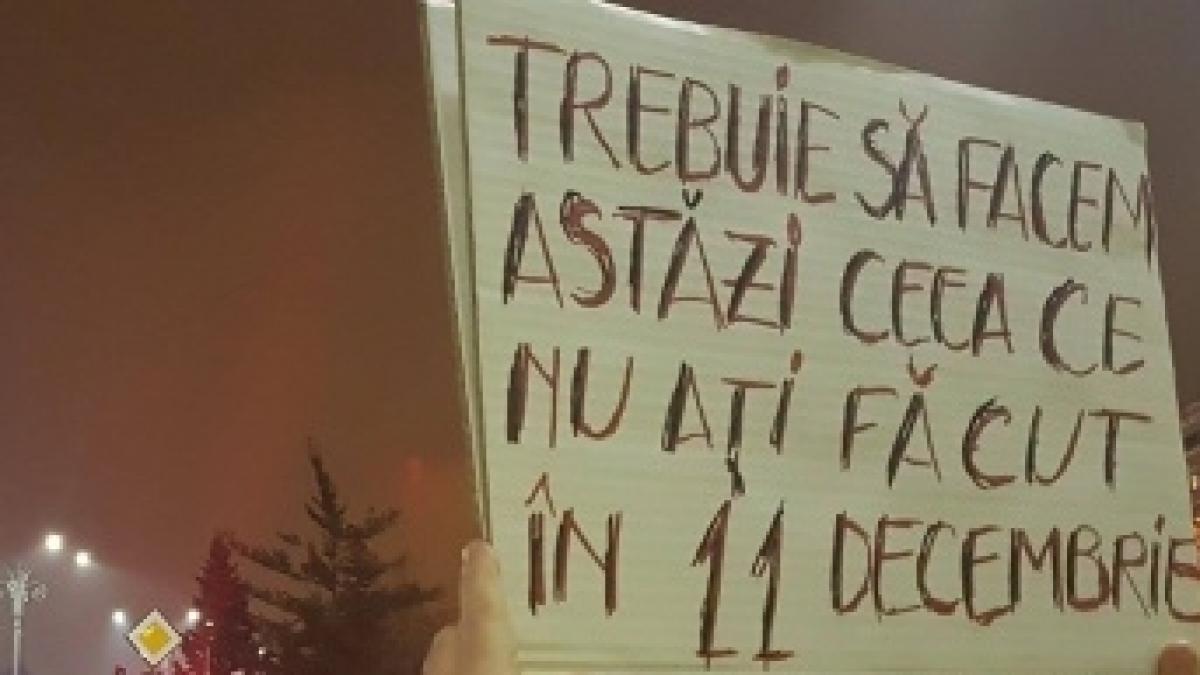 TREBUIE SĂ FACEM
ASTĂZI CEEA CE
NU AȚI FĂCUT
ÎN 11 DECEMBRIE